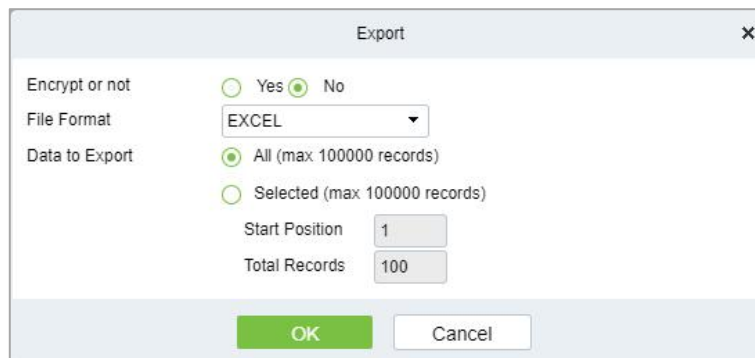 Export
Encrypt or not Yes No
File Format EXCEL
Data to Export All (max 100000 records)
Selected (max 100000 records)
Start Position 1
Total Records 100
OK Cancel